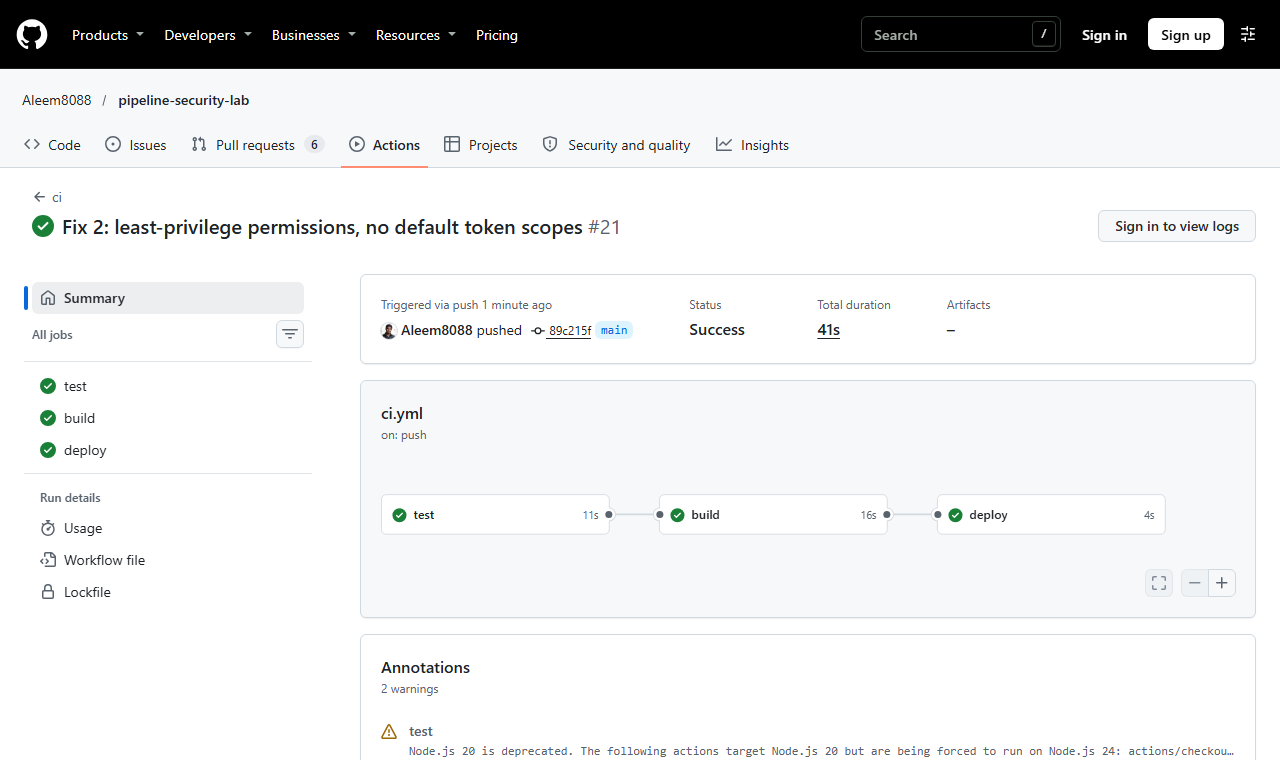 Products Developers Businesses Resources Pricing Search / Sign in Sign up
Aleem8088 / pipeline-security-lab
Code Issues Pull requests 6 Actions Projects Security and quality Insights
ci
Fix 2: least-privilege permissions, no default token scopes #21
Sign in to view logs
Summary
All jobs
test
build
deploy
Run details
Usage
Workflow file
Lockfile
Triggered via push 1 minute ago
Aleem8088 pushed 89c215f main
Status
Success
Total duration
41s
Artifacts
–
ci.yml
on: push
test 11s
build 16s
deploy 4s
Annotations
2 warnings
test
Node.js 20 is deprecated. The following actions target Node.js 20 but are being forced to run on Node.js 24: actions/checkou…